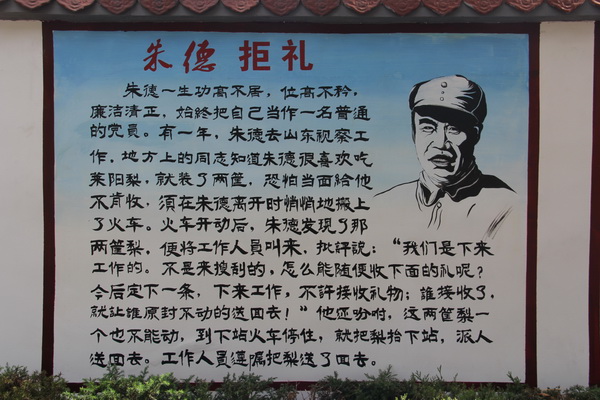 朱德 拒礼
朱德一生功高不居，位高不矜，
廉洁清正，始终把自己当作一名普通
的党員。有一年，朱德去山东视察工
作，地方上的同志知道朱德很喜欢吃
莱阳梨，就装了两筐，恐怕当面给他
不肯收，須在朱德离开时悄悄地搬上
了火车。火车开动后，朱德发现了那
两筐梨，便将工作人員叫来，批評説：“我们是下来
工作的。不是来搜刮的，怎么能随便收下面的礼呢？
今后定下一条，下来工作，不許接收礼物；誰接收了，
就让誰原封不动的送回去！”他还吩咐，这两筐梨一
个也不能动，到下站火车停住，就把梨抬下站，派人
送回去。工作人員遵嘱把梨送了回去。